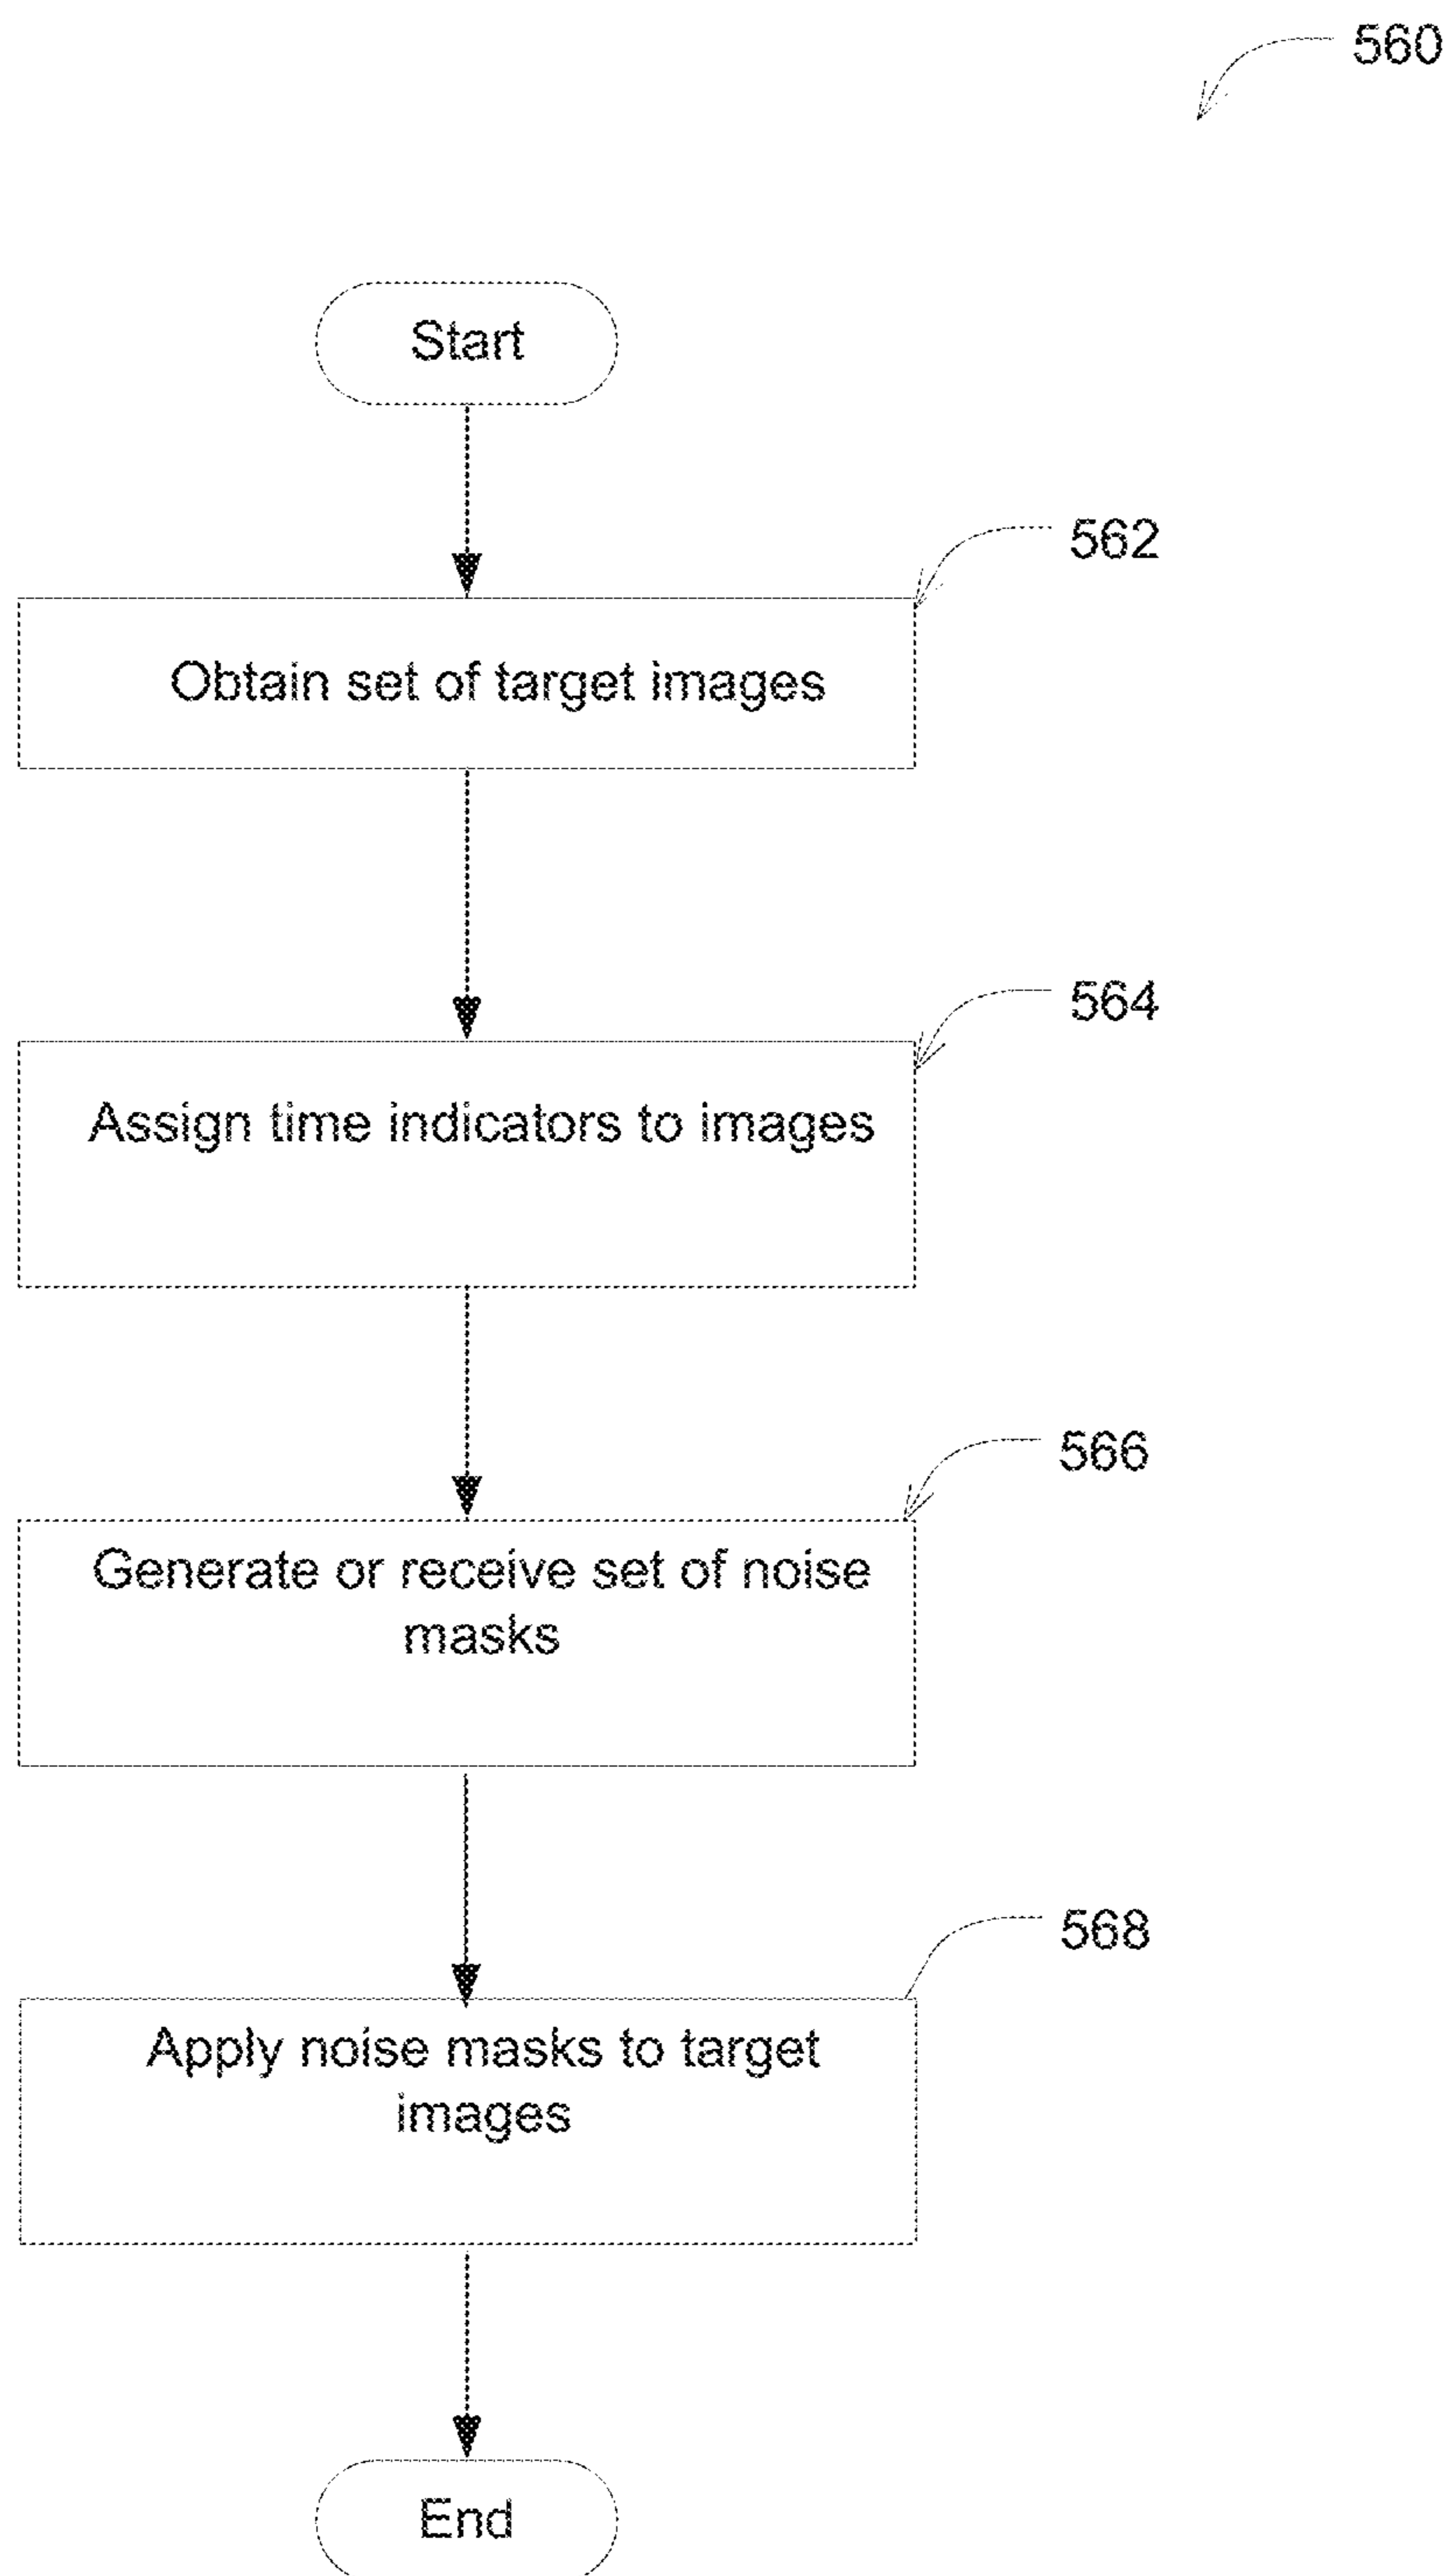 560
Start
562
Obtain set of target images
564
Assign time indicators to images
566
Generate or receive set of noise
masks
568
Apply noise masks to target
images
End